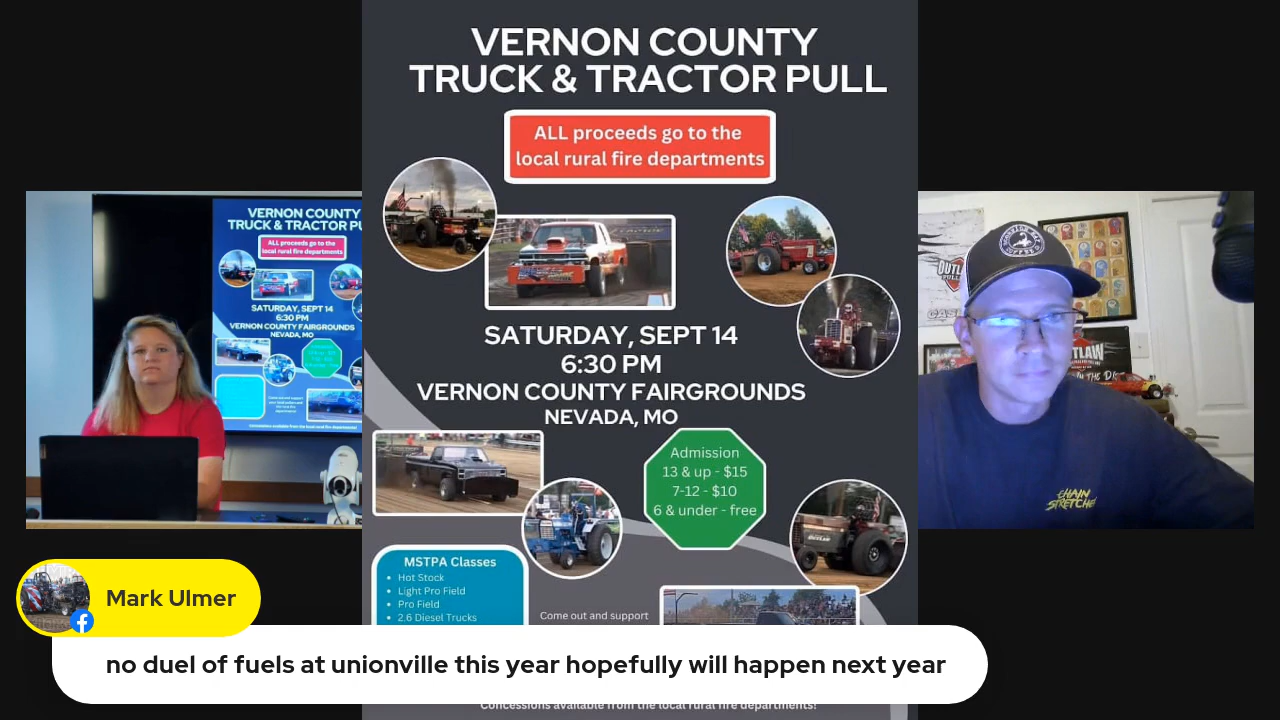 VERNON COUNTY
TRUCK & TRACTOR PULL
ALL proceeds go to the
local rural fire departments
SATURDAY, SEPT 14
6:30 PM
VERNON COUNTY FAIRGROUNDS
NEVADA, MO
Admission
13 & up - $15
7-12 - $10
6 & under - free
MSTPA Classes
• Hot Stock
• Light Pro Field
• Pro Field
• 2.6 Diesel Trucks
Come out and support
Concessions available from the local rural fire departments!
VERNON COUNTY
TRUCK & TRACTOR PU
ALL proceeds go to the
local rural fire departments
SATURDAY, SEPT 14
6:30 PM
VERNON COUNTY FAIRGROUNDS
NEVADA, MO
CHAIN
STRETCHER
Mark Ulmer
no duel of fuels at unionville this year hopefully will happen next year